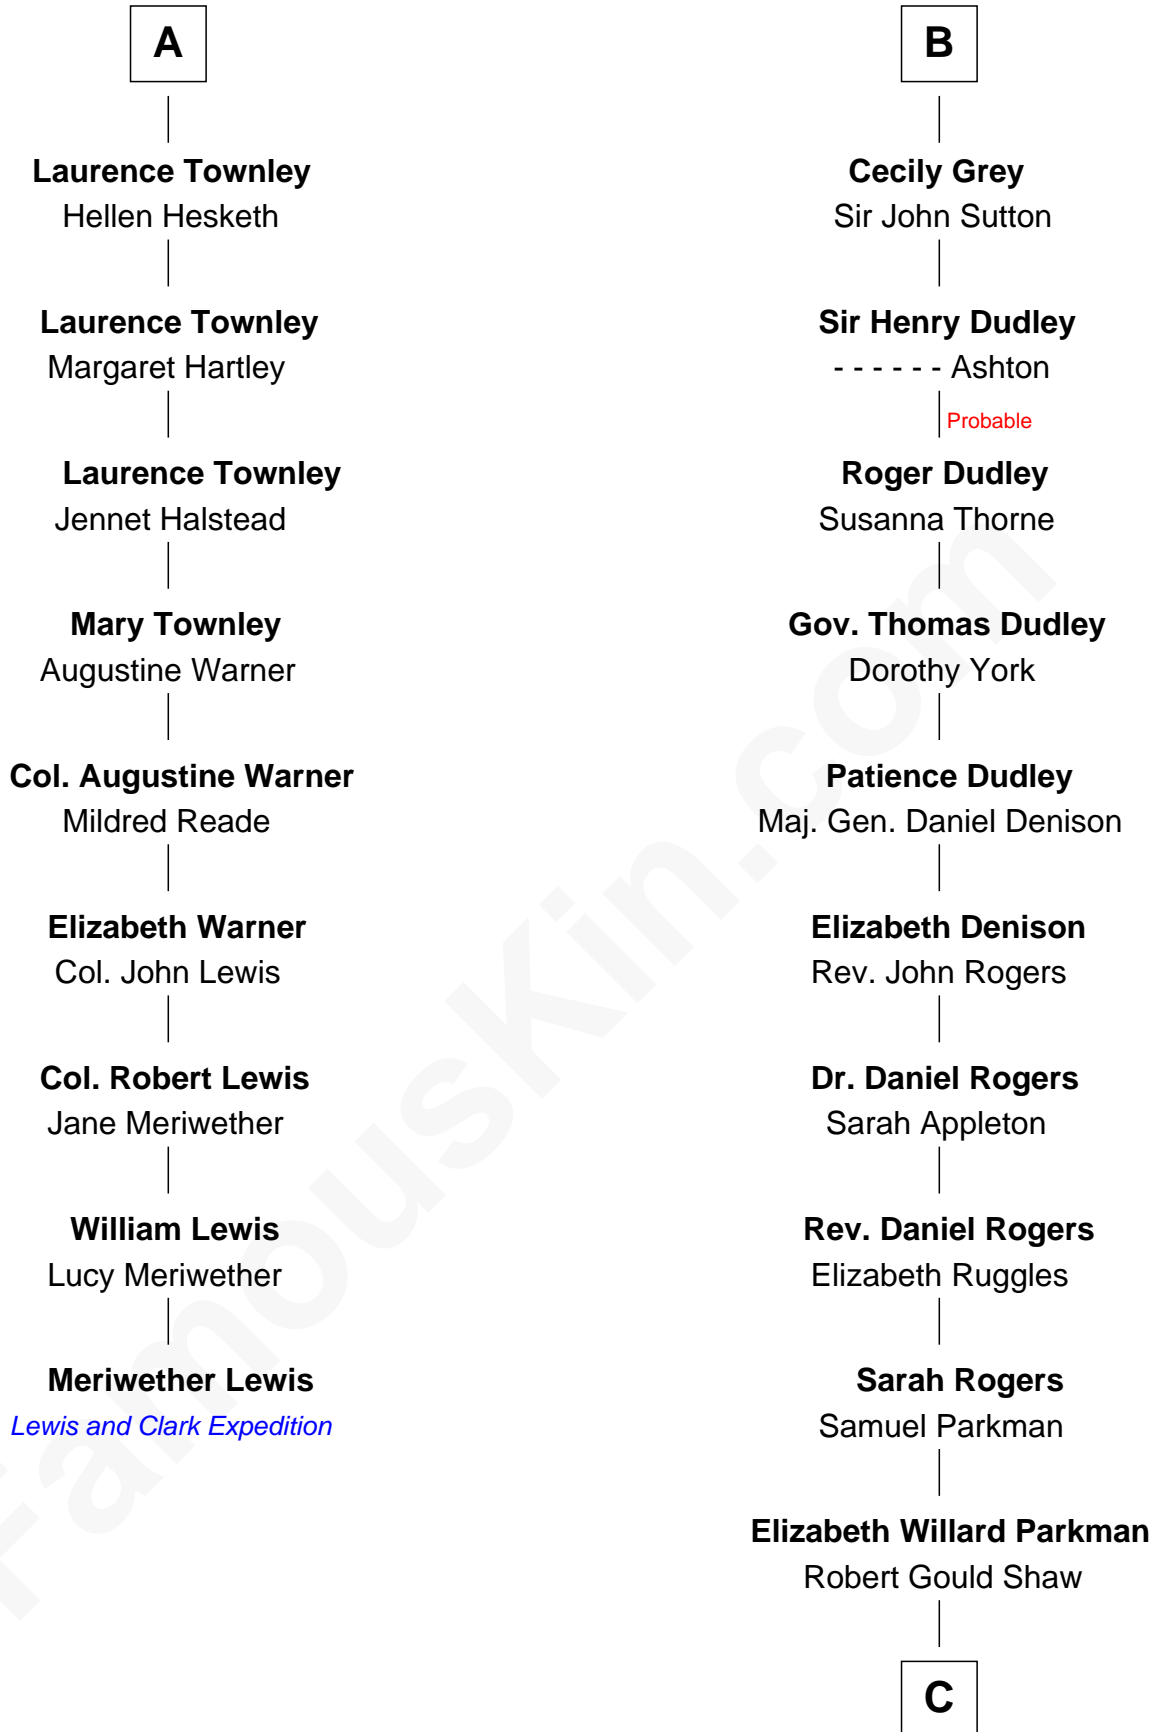 A
Laurence Townley
Hellen Hesketh
Laurence Townley
Margaret Hartley
Laurence Townley
Jennet Halstead
Mary Townley
Augustine Warner
Col. Augustine Warner
Mildred Reade
Elizabeth Warner
Col. John Lewis
Col. Robert Lewis
Jane Meriwether
William Lewis
Lucy Meriwether
Meriwether Lewis
Lewis and Clark Expedition
B
Cecily Grey
Sir John Sutton
Sir Henry Dudley
- - - - - - Ashton
Probable
Roger Dudley
Susanna Thorne
Gov. Thomas Dudley
Dorothy York
Patience Dudley
Maj. Gen. Daniel Denison
Elizabeth Denison
Rev. John Rogers
Dr. Daniel Rogers
Sarah Appleton
Rev. Daniel Rogers
Elizabeth Ruggles
Sarah Rogers
Samuel Parkman
Elizabeth Willard Parkman
Robert Gould Shaw
C
FamousKin.com